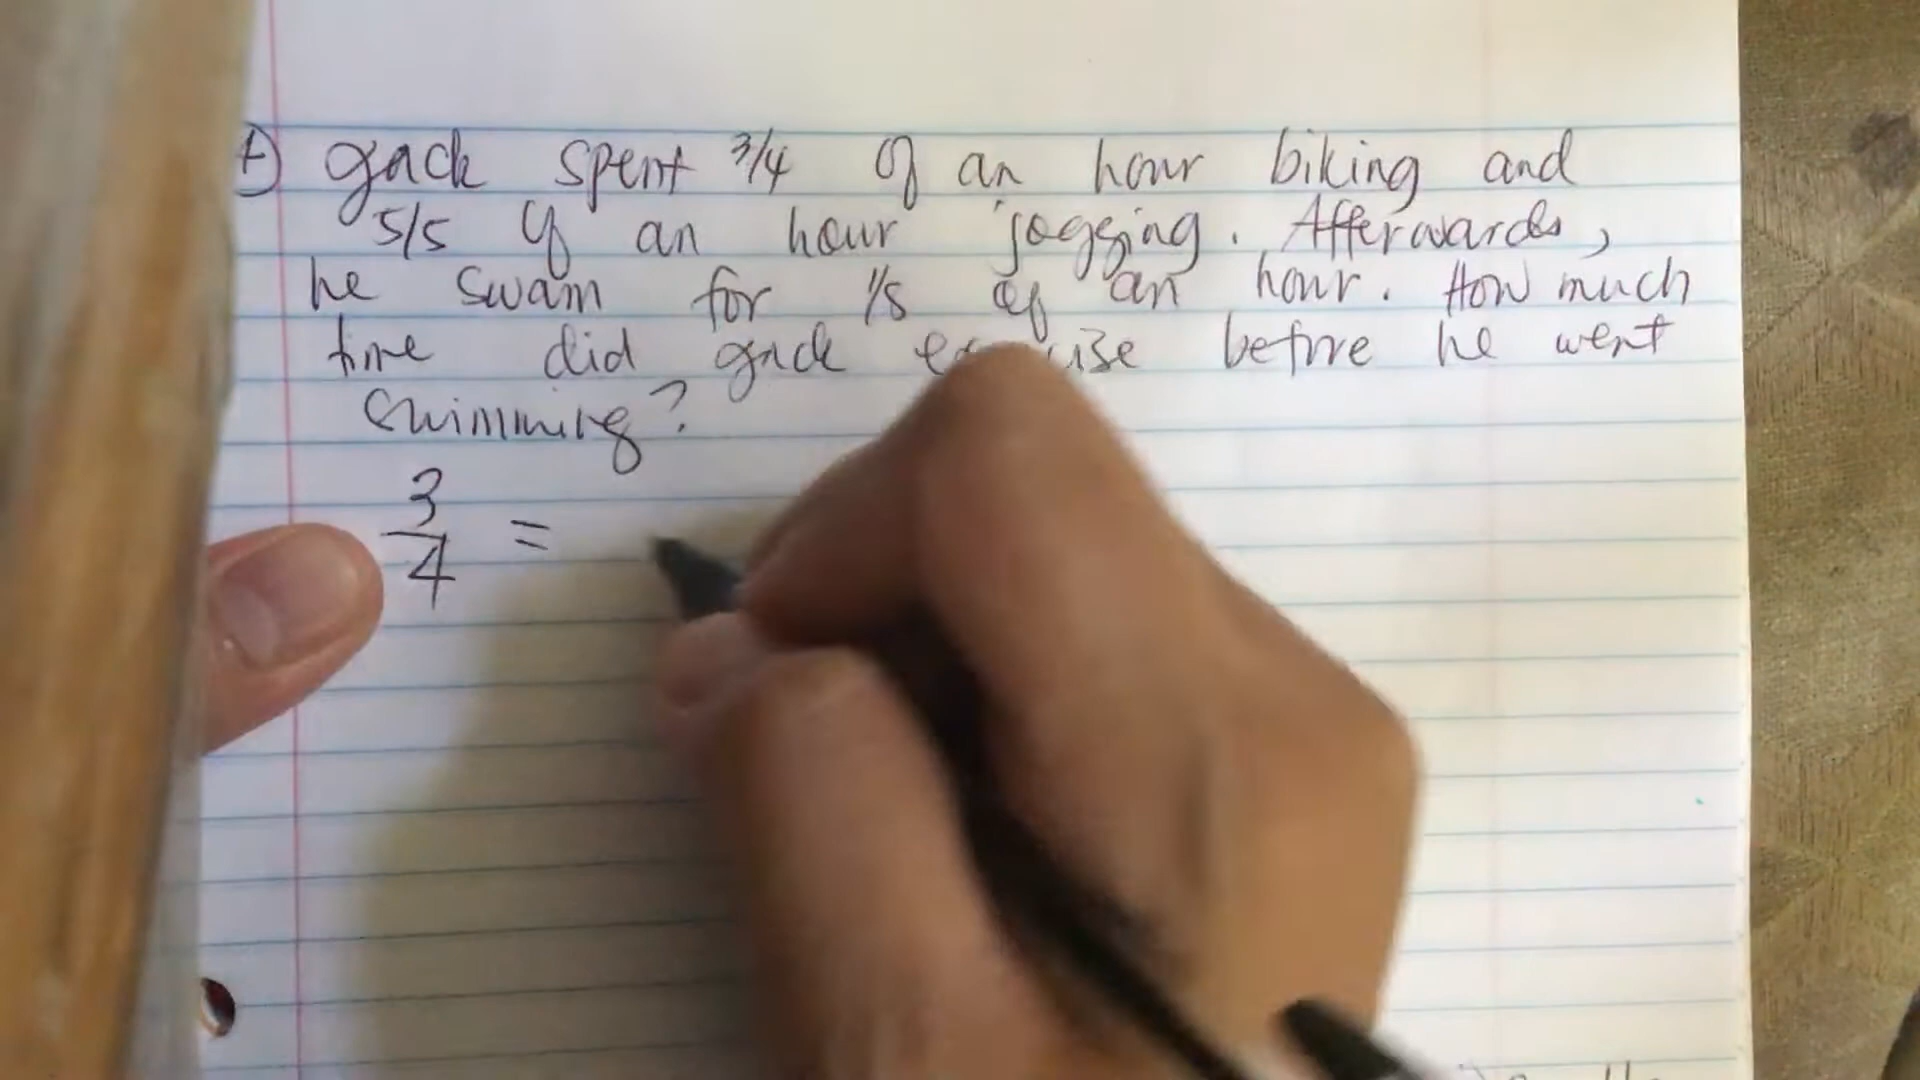 Jack spent 3/4 of an hour biking and
5/5 of an hour jogging. Afterwards,
he swam for 1/5 of an hour. How much
time did Jack before he went
swimming?
3/4 =